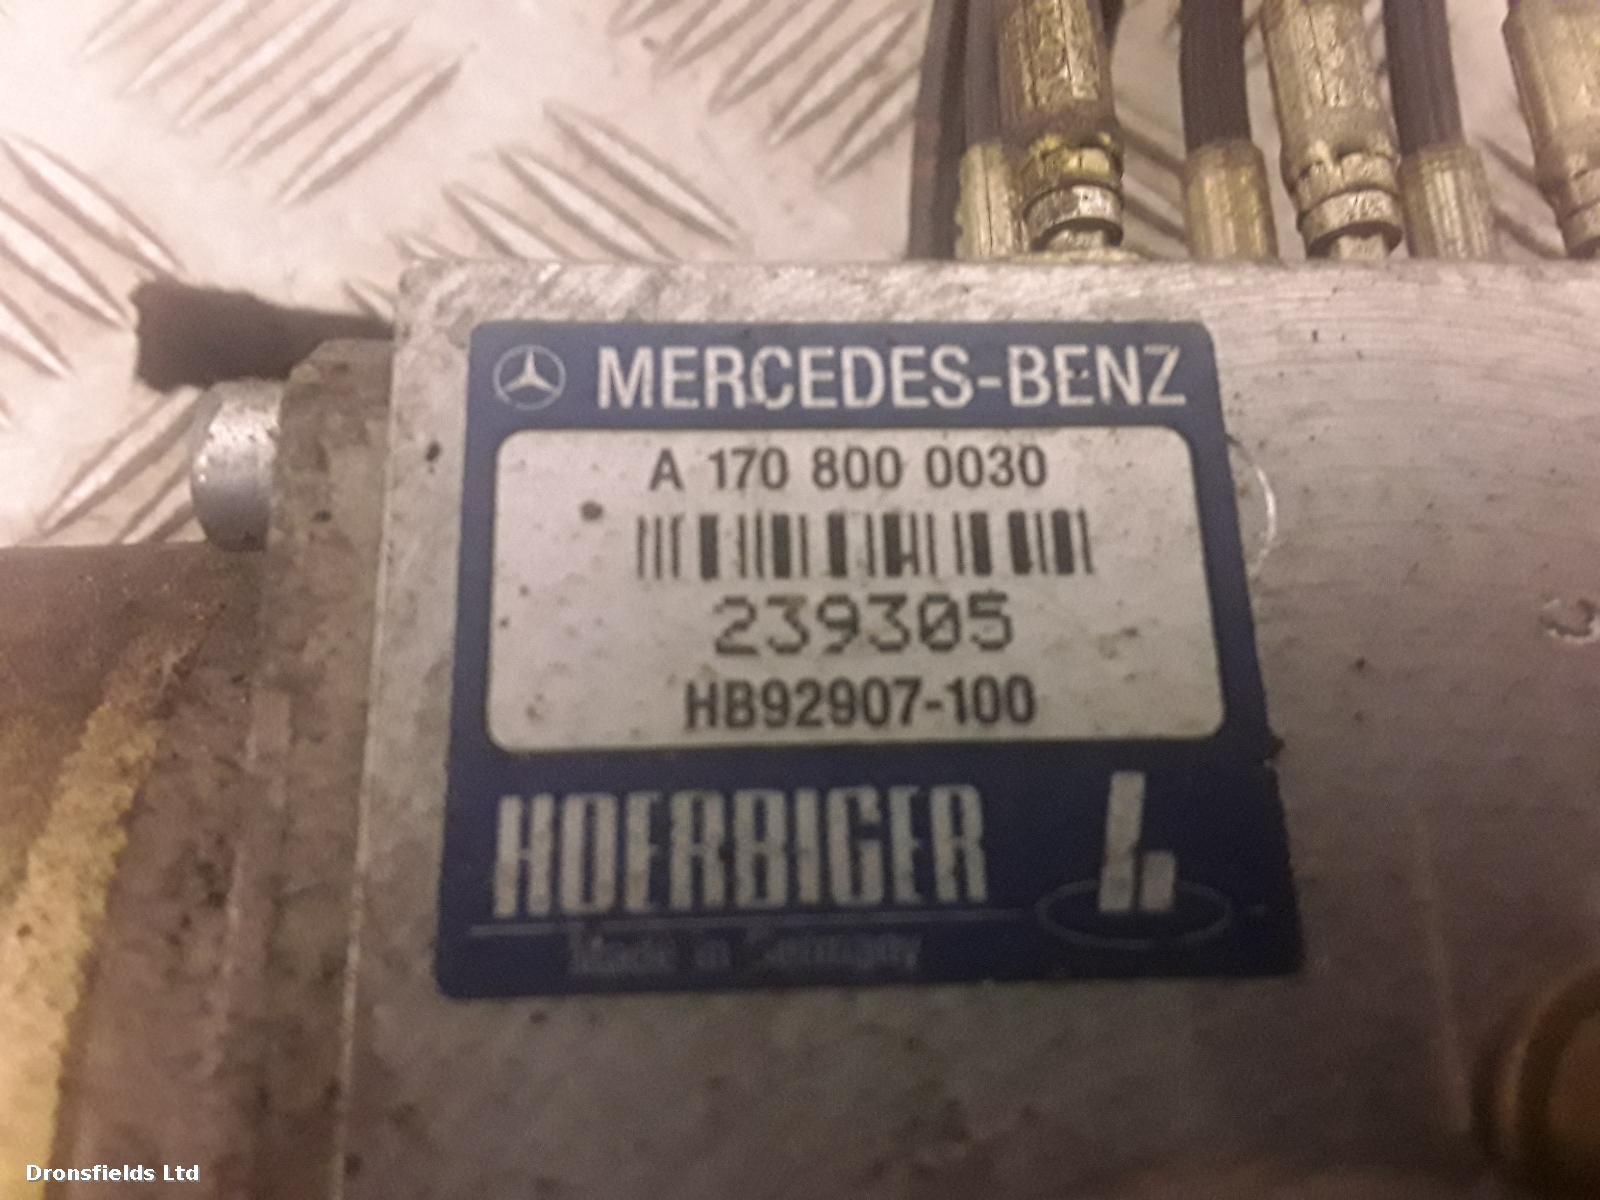 MERCEDES-BENZ
A 170 800 0030
239305
HB92907-100
HOERBIGER
Made in Germany
Dronsfields Ltd